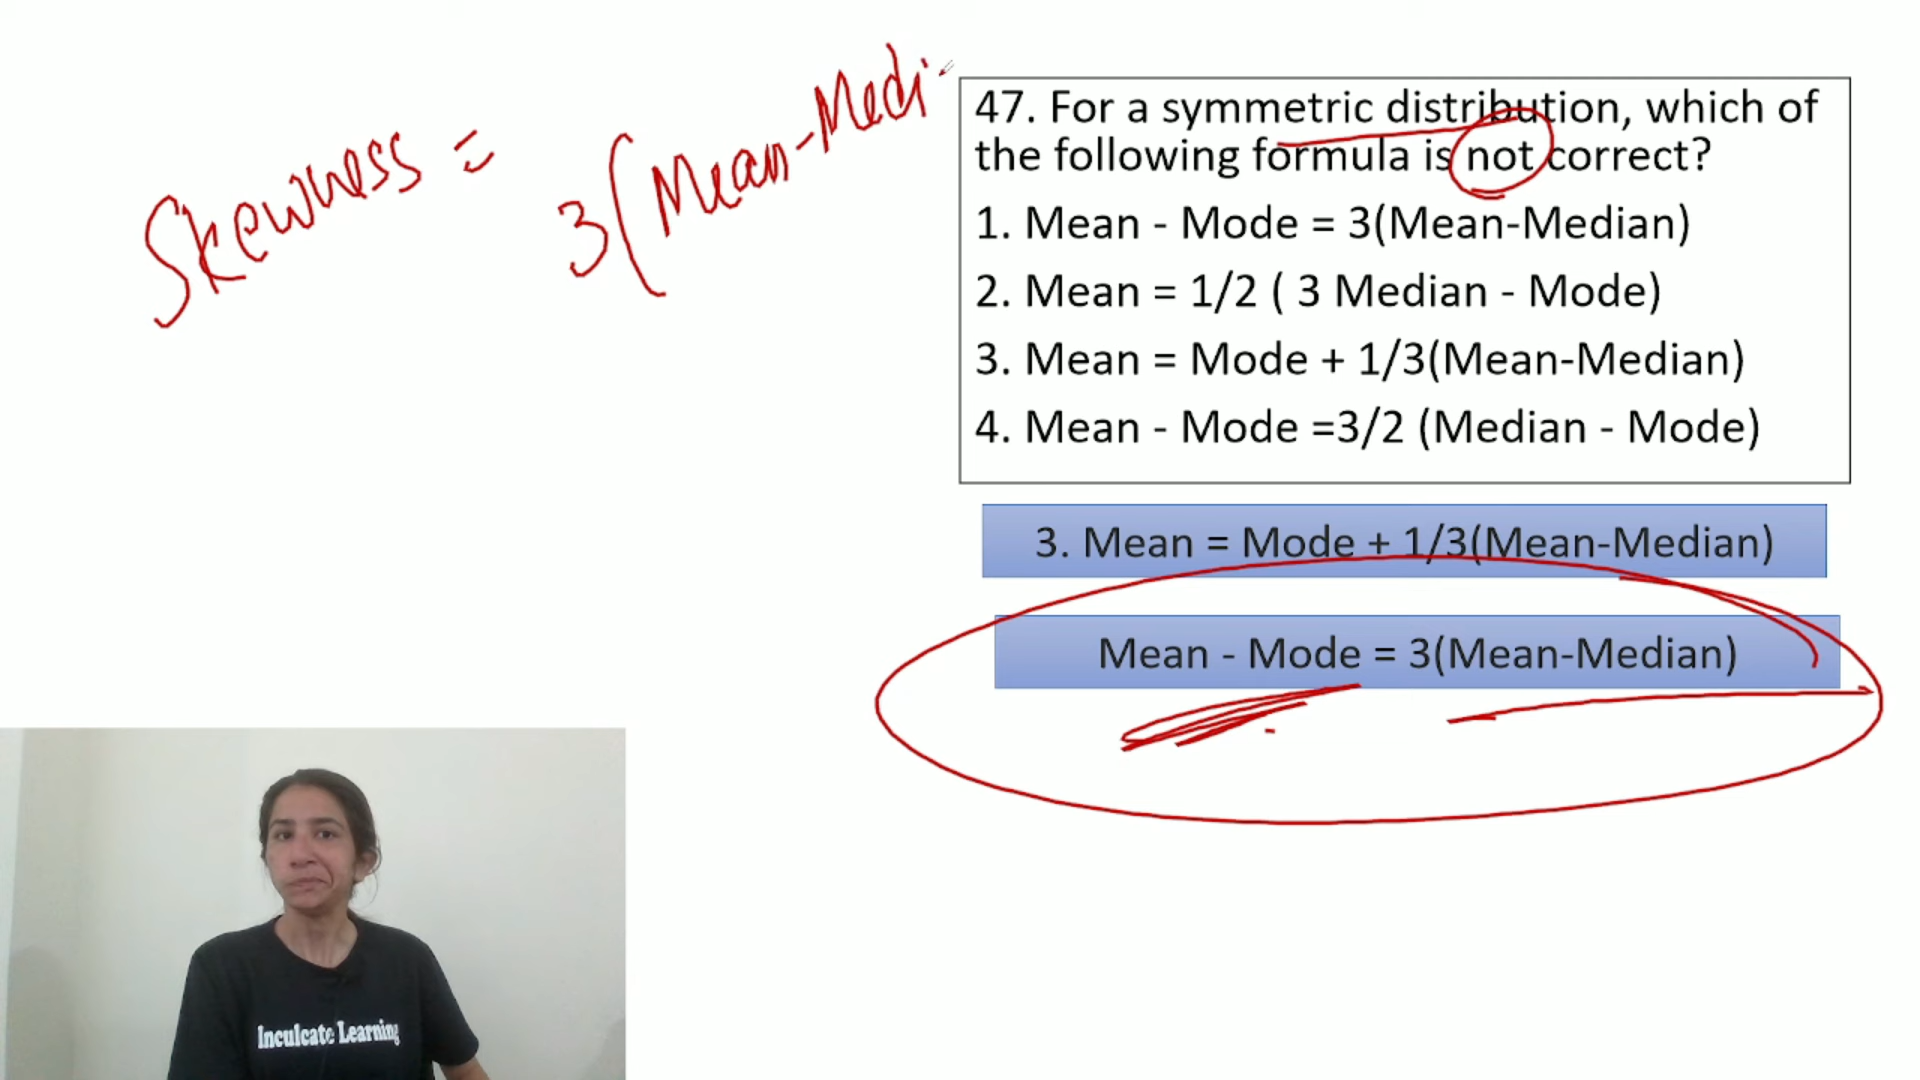 Skewness =
3(Mean-Medi
47. For a symmetric distribution, which of
the following formula is not correct?
1. Mean - Mode = 3(Mean-Median)
2. Mean = 1/2 ( 3 Median - Mode)
3. Mean = Mode + 1/3(Mean-Median)
4. Mean - Mode =3/2 (Median - Mode)
3. Mean = Mode + 1/3(Mean-Median)
Mean - Mode = 3(Mean-Median)
Inculcate Learning